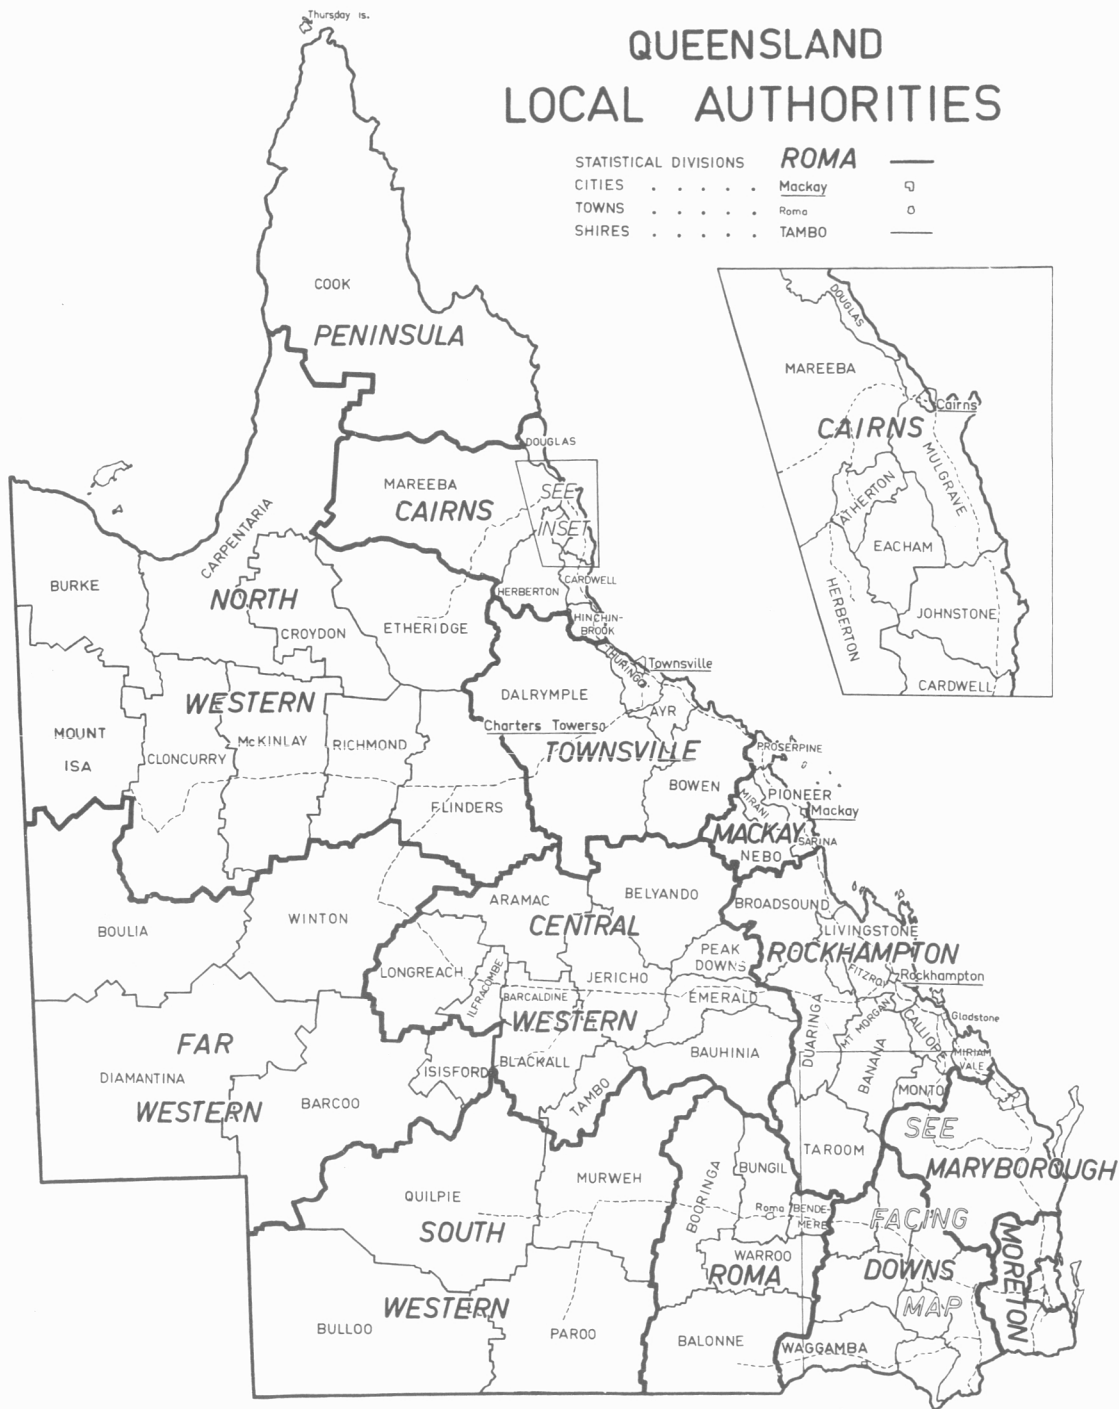 Thursday is.
QUEENSLAND
LOCAL AUTHORITIES
STATISTICAL DIVISIONS ROMA
CITIES . . . . . Mackay
TOWNS . . . . . Roma
SHIRES . . . . . TAMBO
COOK
PENINSULA
DOUGLAS
MAREEBA
CAIRNS
Cairns
MULGRAVE
ATHERTON
EACHAM
HERBERTON
JOHNSTONE
CARDWELL
DOUGLAS
MAREEBA
CAIRNS
SEE
INSET
CARPENTARIA
BURKE
NORTH
CROYDON
ETHERIDGE
HERBERTON
CARDWELL
HINCHIN-
BROOK
THURINGO
Townsville
WESTERN
DALRYMPLE
AYR
Charters Towers
MOUNT
ISA
CLONCURRY
McKINLAY
RICHMOND
TOWNSVILLE
PROSERPINE
FLINDERS
BOWEN
MIRANI
PIONEER
Mackay
MACKAY
SARINA
NEBO
BOULIA
WINTON
ARAMAC
BELYANDO
BROADSOUND
CENTRAL
LIVINGSTONE
ROCKHAMPTON
LONGREACH
ILFRACOMBE
JERICHO
PEAK
DOWNS
FITZROY
Rockhampton
BARCALDINE
EMERALD
WESTERN
DUARINGA
MT MORGAN
CALLIOPE
Gladstone
FAR
DIAMANTINA
WESTERN
BARCOO
ISISFORD
BLACKALL
TAMBO
BAUHINIA
BANANA
MIRIAM
VALE
MONTO
SEE
TAROOM
MARYBOROUGH
QUILPIE
MURWEH
BOORINGA
BUNGIL
Roma
BENDE-
MERE
FACING
SOUTH
WARROO
ROMA
DOWNS
MORETON
WESTERN
MAP
BULLOO
PAROO
BALONNE
WAGGAMBA